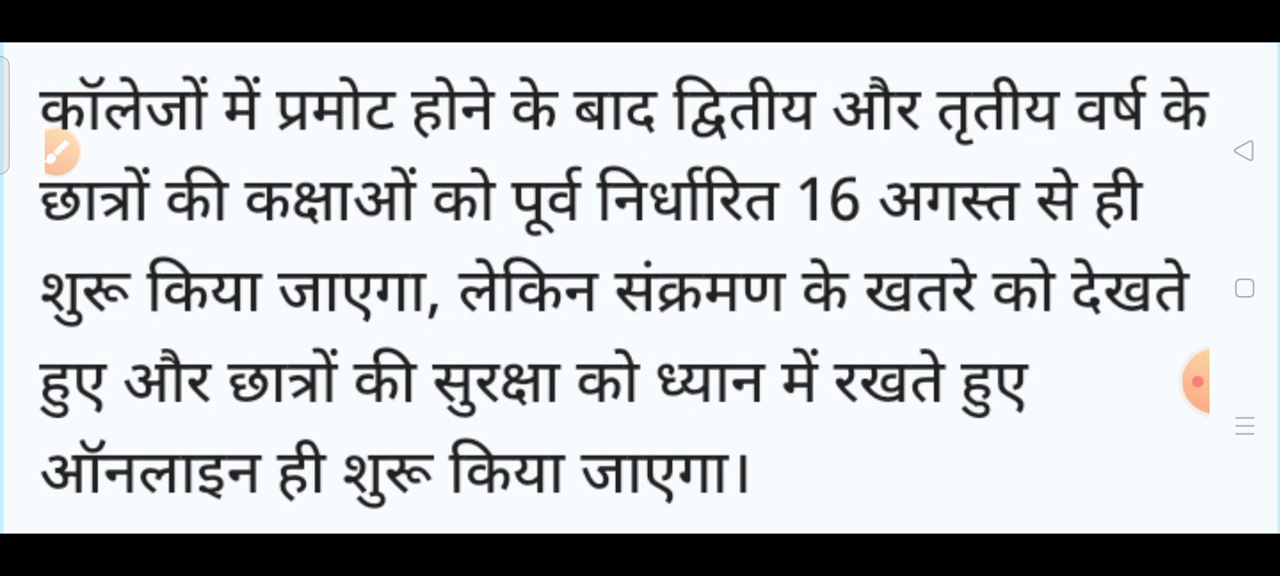 कॉलेजों में प्रमोट होने के बाद द्वितीय और तृतीय वर्ष के
छात्रों की कक्षाओं को पूर्व निर्धारित 16 अगस्त से ही
शुरू किया जाएगा, लेकिन संक्रमण के खतरे को देखते
हुए और छात्रों की सुरक्षा को ध्यान में रखते हुए
ऑनलाइन ही शुरू किया जाएगा।